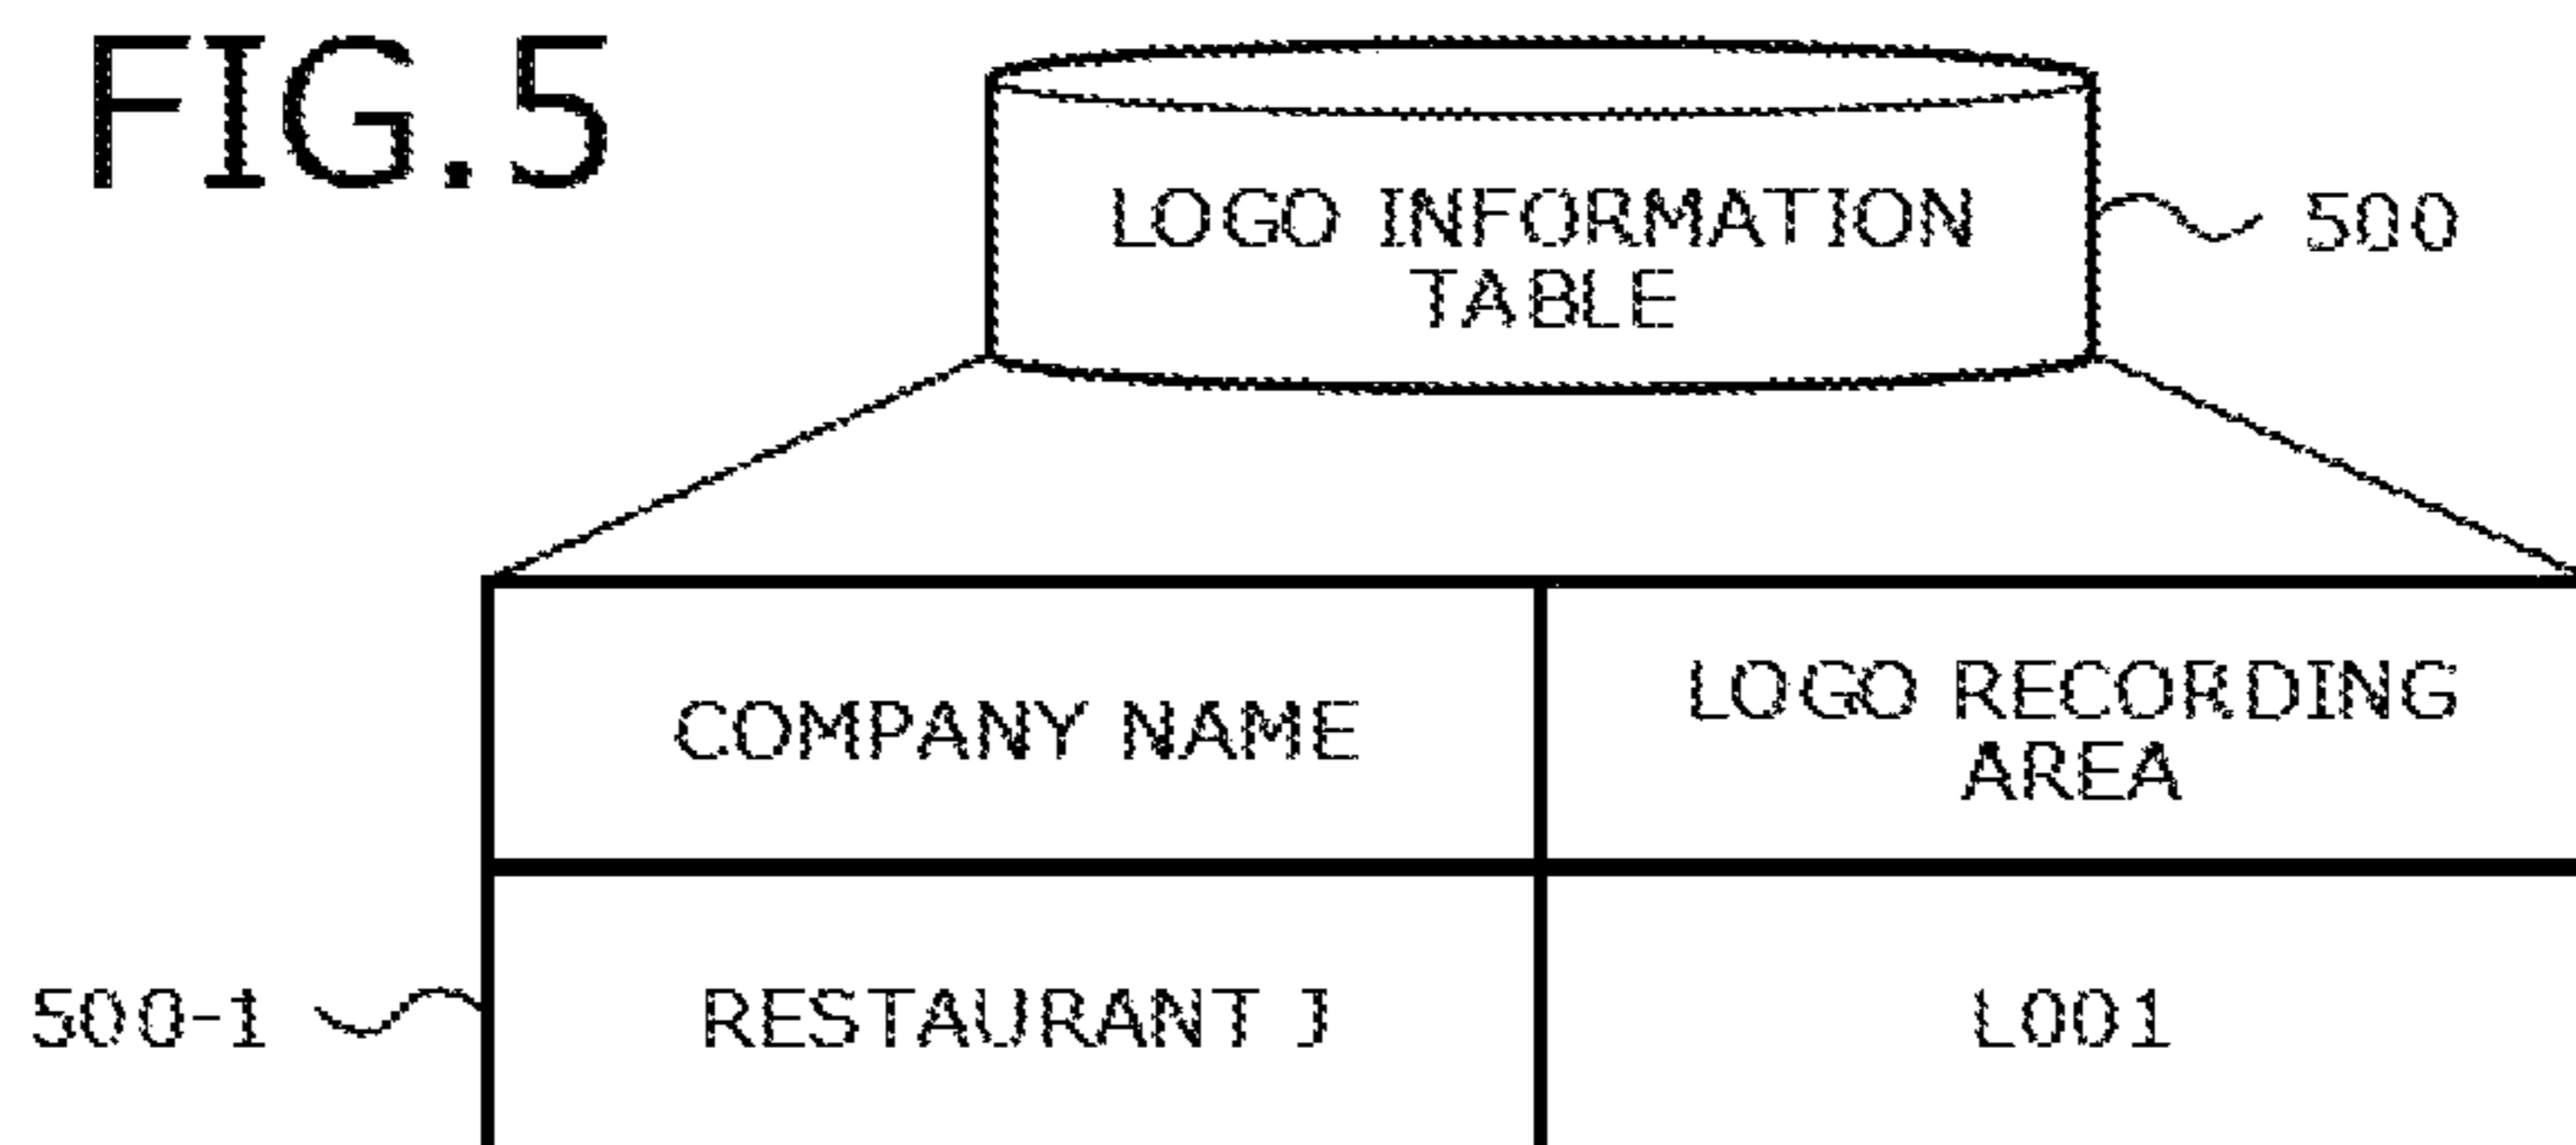 FIG.5
LOGO INFORMATION
TABLE
500
COMPANY NAME
LOGO RECORDING
AREA
500-1
RESTAURANT J
L001